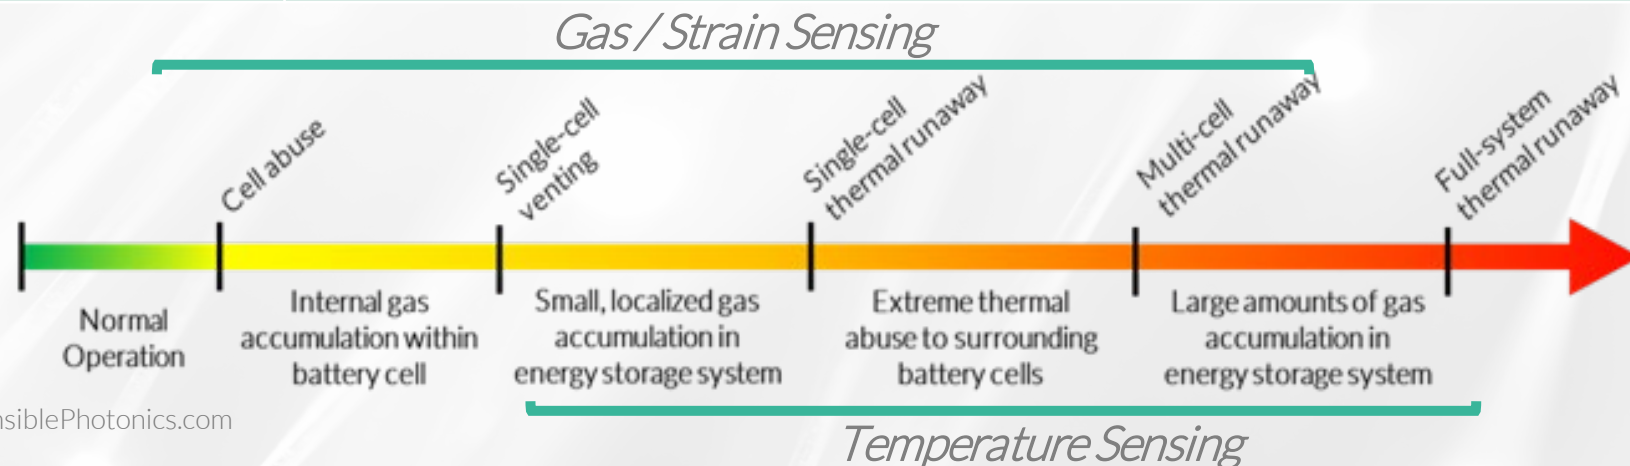 Gas / Strain Sensing
Cell abuse
Single-cell
venting
Single-cell
thermal runaway
Multi-cell
thermal runaway
Full-system
thermal runaway
Normal
Operation
Internal gas
accumulation within
battery cell
Small, localized gas
accumulation in
energy storage system
Extreme thermal
abuse to surrounding
battery cells
Large amounts of gas
accumulation in
energy storage system
nsiblePhotonics.com
Temperature Sensing